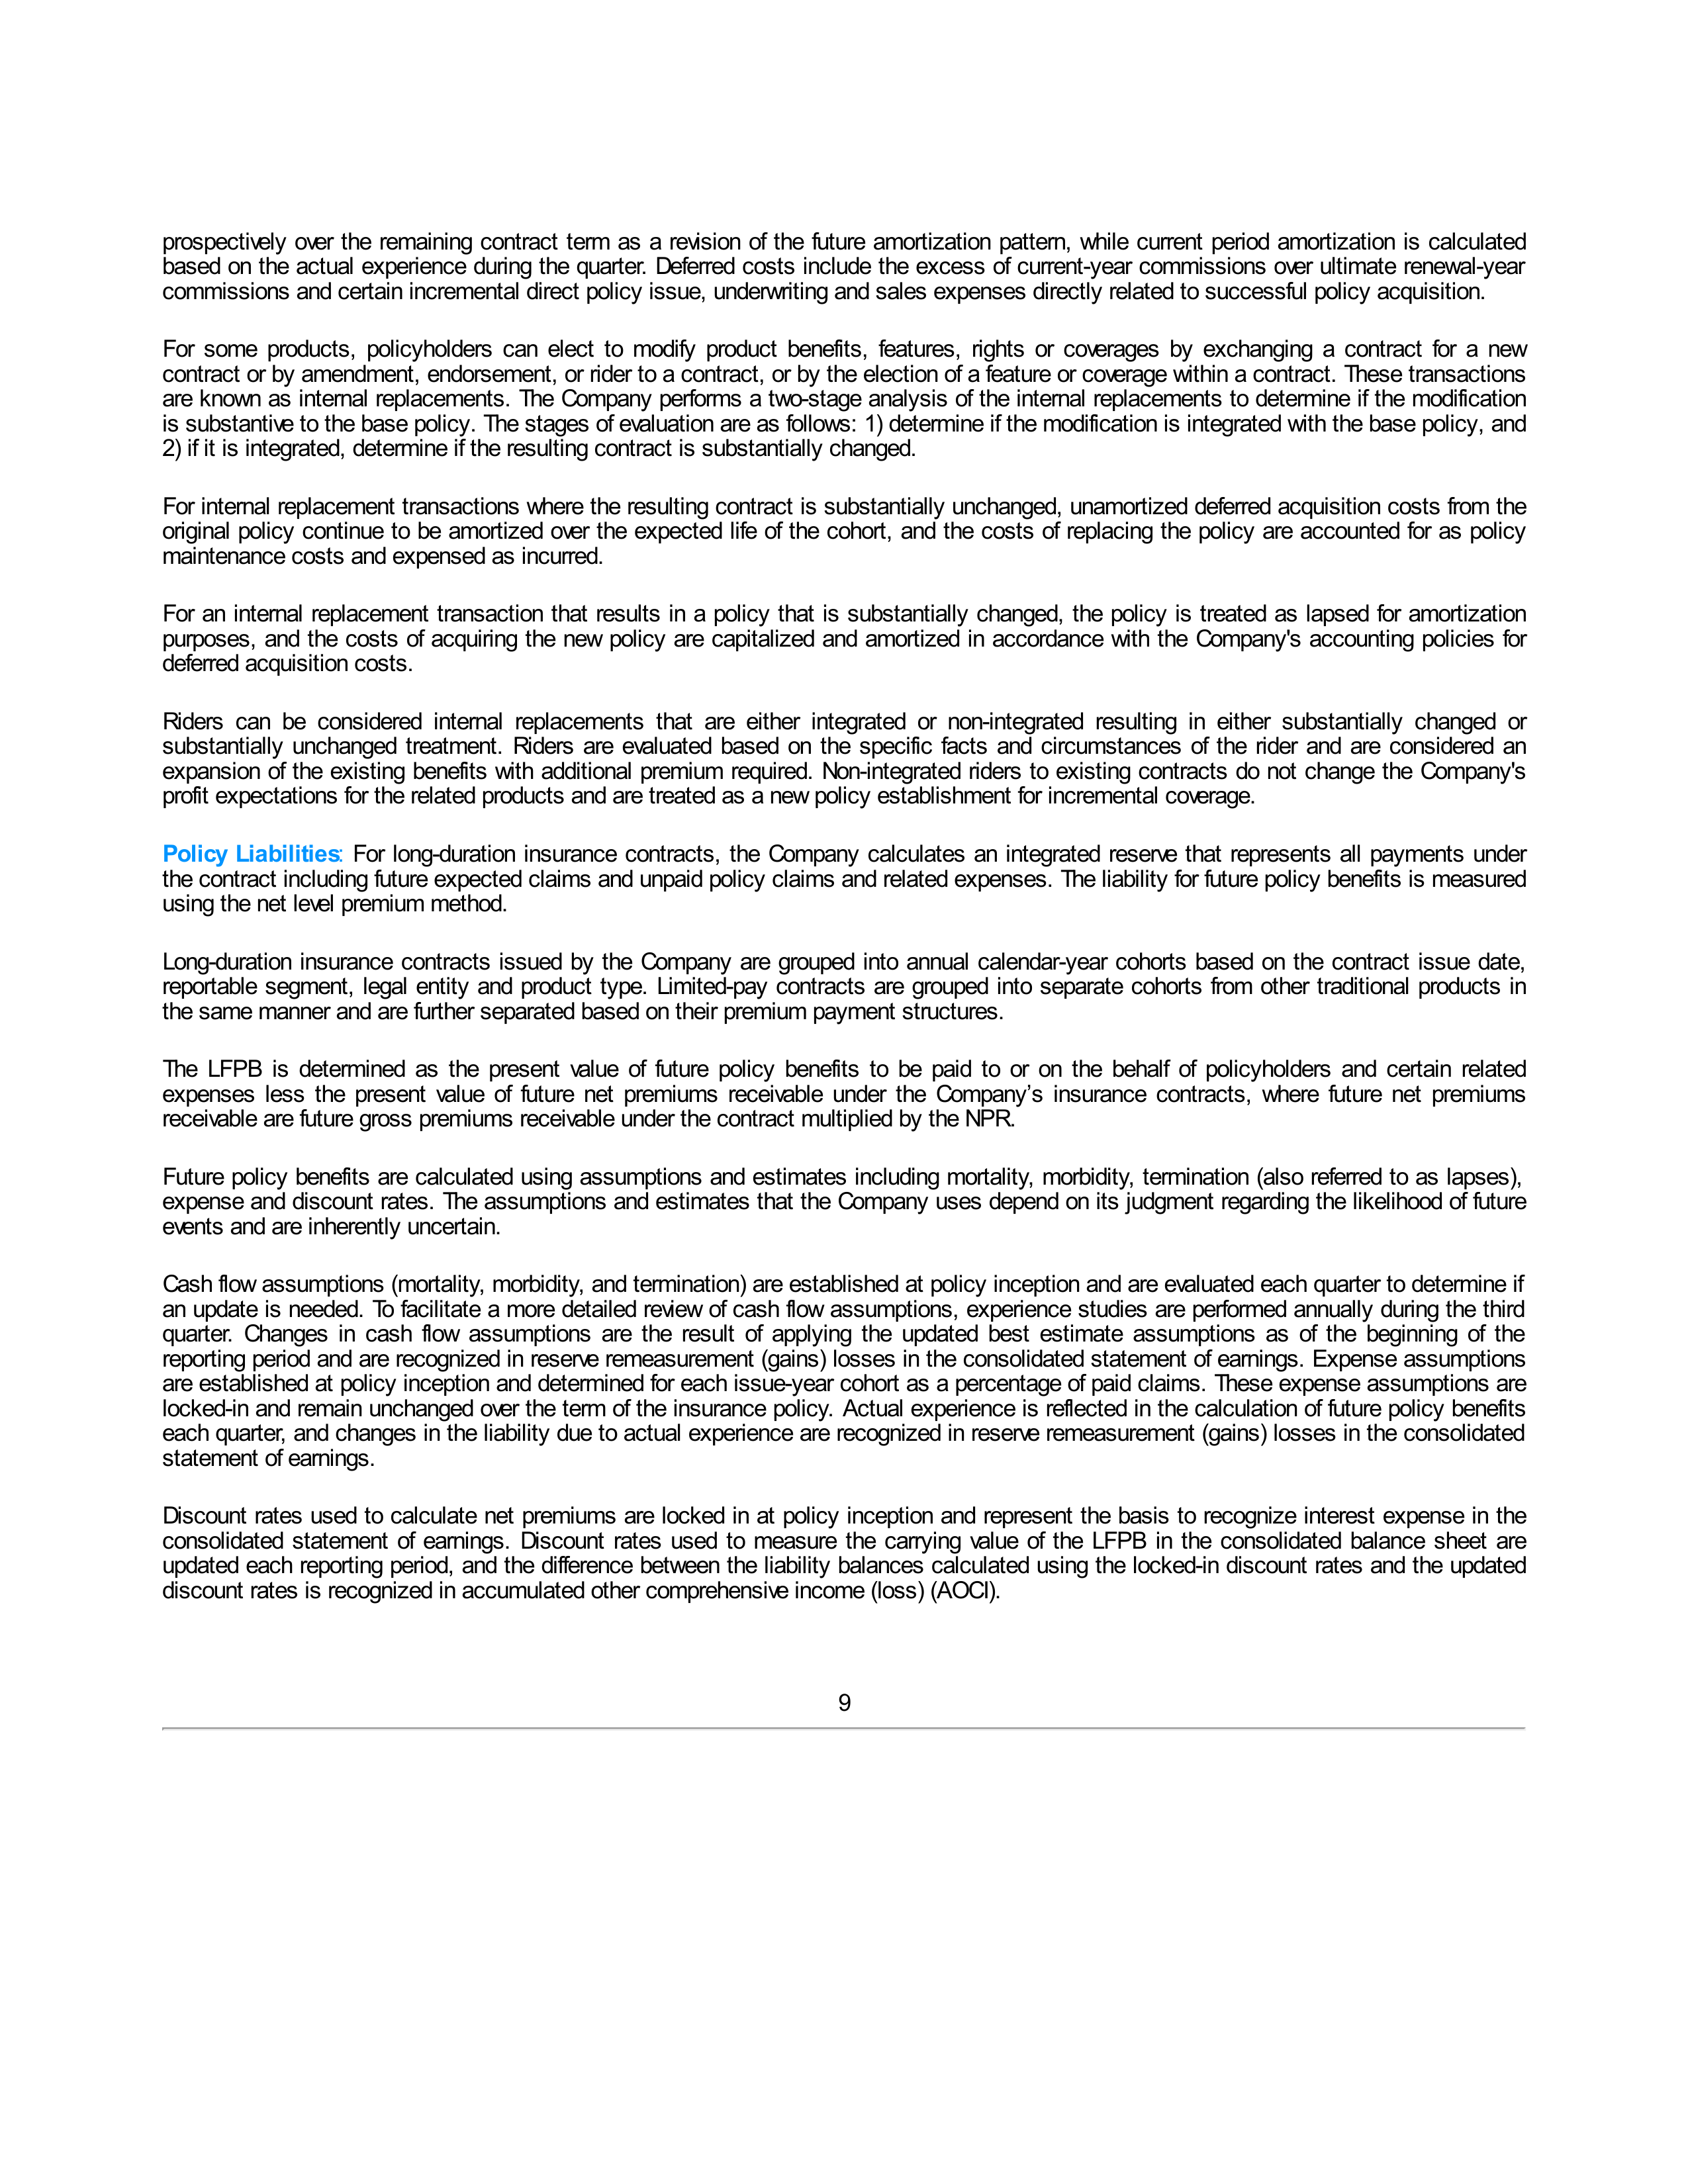 prospectively over the remaining contract term as a revision of the future amortization pattern, while current period amortization is calculated
based on the actual experience during the quarter. Deferred costs include the excess of current-year commissions over ultimate renewal-year
commissions and certain incremental direct policy issue, underwriting and sales expenses directly related to successful policy acquisition.
For some products, policyholders can elect to modify product benefits, features, rights or coverages by exchanging a contract for a new
contract or by amendment, endorsement, or rider to a contract, or by the election of a feature or coverage within a contract. These transactions
are known as internal replacements. The Company performs a two-stage analysis of the internal replacements to determine if the modification
is substantive to the base policy. The stages of evaluation are as follows: 1) determine if the modification is integrated with the base policy, and
2) if it is integrated, determine if the resulting contract is substantially changed.
For internal replacement transactions where the resulting contract is substantially unchanged, unamortized deferred acquisition costs from the
original policy continue to be amortized over the expected life of the cohort, and the costs of replacing the policy are accounted for as policy
maintenance costs and expensed as incurred.
For an internal replacement transaction that results in a policy that is substantially changed, the policy is treated as lapsed for amortization
purposes, and the costs of acquiring the new policy are capitalized and amortized in accordance with the Company's accounting policies for
deferred acquisition costs.
Riders can be considered internal replacements that are either integrated or non-integrated resulting in either substantially changed or
substantially unchanged treatment. Riders are evaluated based on the specific facts and circumstances of the rider and are considered an
expansion of the existing benefits with additional premium required. Non-integrated riders to existing contracts do not change the Company's
profit expectations for the related products and are treated as a new policy establishment for incremental coverage.
Policy Liabilities: For long-duration insurance contracts, the Company calculates an integrated reserve that represents all payments under
the contract including future expected claims and unpaid policy claims and related expenses. The liability for future policy benefits is measured
using the net level premium method.
Long-duration insurance contracts issued by the Company are grouped into annual calendar-year cohorts based on the contract issue date,
reportable segment, legal entity and product type. Limited-pay contracts are grouped into separate cohorts from other traditional products in
the same manner and are further separated based on their premium payment structures.
The LFPB is determined as the present value of future policy benefits to be paid to or on the behalf of policyholders and certain related
expenses less the present value of future net premiums receivable under the Company’s insurance contracts, where future net premiums
receivable are future gross premiums receivable under the contract multiplied by the NPR.
Future policy benefits are calculated using assumptions and estimates including mortality, morbidity, termination (also referred to as lapses),
expense and discount rates. The assumptions and estimates that the Company uses depend on its judgment regarding the likelihood of future
events and are inherently uncertain.
Cash flow assumptions (mortality, morbidity, and termination) are established at policy inception and are evaluated each quarter to determine if
an update is needed. To facilitate a more detailed review of cash flow assumptions, experience studies are performed annually during the third
quarter. Changes in cash flow assumptions are the result of applying the updated best estimate assumptions as of the beginning of the
reporting period and are recognized in reserve remeasurement (gains) losses in the consolidated statement of earnings. Expense assumptions
are established at policy inception and determined for each issue-year cohort as a percentage of paid claims. These expense assumptions are
locked-in and remain unchanged over the term of the insurance policy. Actual experience is reflected in the calculation of future policy benefits
each quarter, and changes in the liability due to actual experience are recognized in reserve remeasurement (gains) losses in the consolidated
statement of earnings.
Discount rates used to calculate net premiums are locked in at policy inception and represent the basis to recognize interest expense in the
consolidated statement of earnings. Discount rates used to measure the carrying value of the LFPB in the consolidated balance sheet are
updated each reporting period, and the difference between the liability balances calculated using the locked-in discount rates and the updated
discount rates is recognized in accumulated other comprehensive income (loss) (AOCI).
9